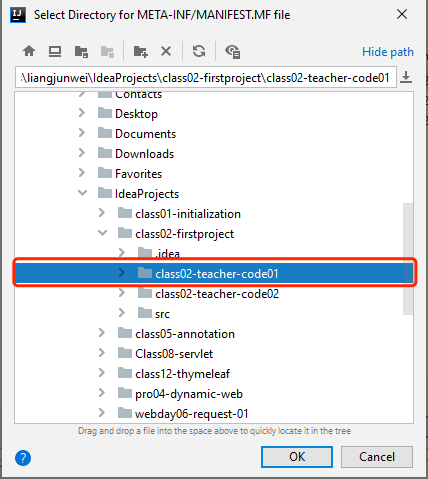 Select Directory for META-INF/MANIFEST.MF file
Hide path
:\liangjunwei\IdeaProjects\class02-firstproject\class02-teacher-code01
Contacts
Desktop
Documents
Downloads
Favorites
IdeaProjects
class01-initialization
class02-firstproject
.idea
class02-teacher-code01
class02-teacher-code02
src
class05-annotation
Class08-servlet
class12-thymeleaf
pro04-dynamic-web
webday06-request-01
Drag and drop a file into the space above to quickly locate it in the tree
?
OK
Cancel